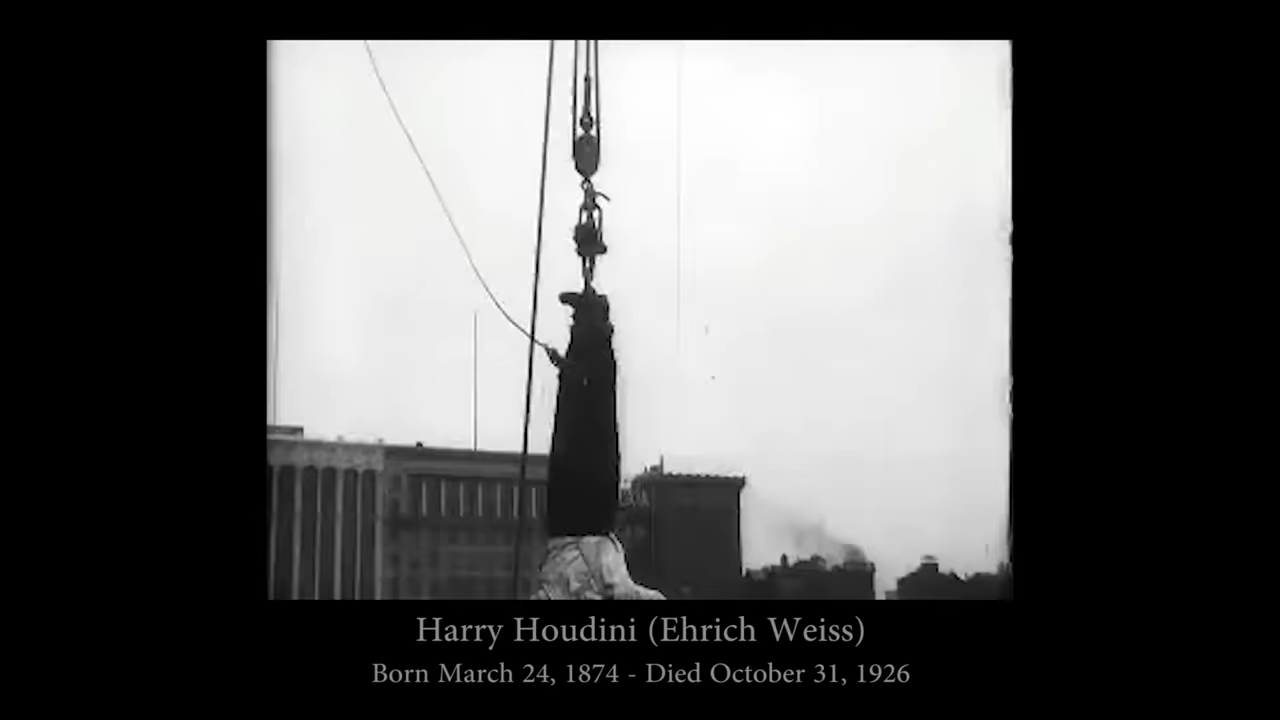 Harry Houdini (Ehrich Weiss)
Born March 24, 1874 - Died October 31, 1926